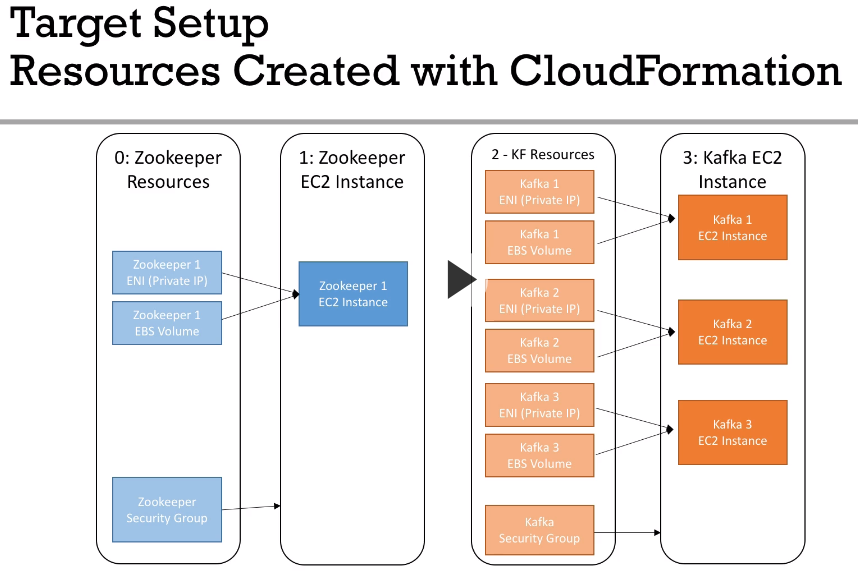 Target Setup
Resources Created with CloudFormation
0: Zookeeper
Resources
Zookeeper 1
ENI (Private IP)
Zookeeper 1
EBS Volume
Zookeeper
Security Group
1: Zookeeper
EC2 Instance
Zookeeper 1
EC2 Instance
2 - KF Resources
Kafka 1
ENI (Private IP)
Kafka 1
EBS Volume
Kafka 2
ENI (Private IP)
Kafka 2
EBS Volume
Kafka 3
ENI (Private IP)
Kafka 3
EBS Volume
Kafka
Security Group
3: Kafka EC2
Instance
Kafka 1
EC2 Instance
Kafka 2
EC2 Instance
Kafka 3
EC2 Instance